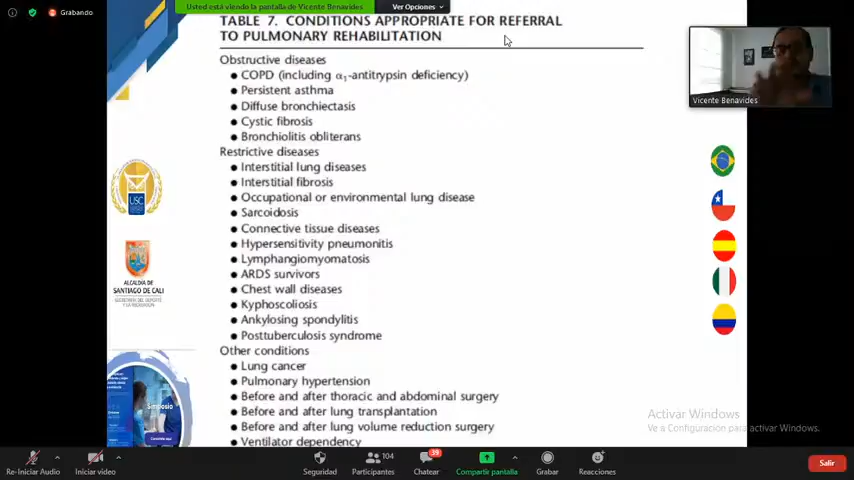 Grabando
Usted está viendo la pantalla de Vicente Benavides
Ver Opciones
TABLE 7. CONDITIONS APPROPRIATE FOR REFERRAL
TO PULMONARY REHABILITATION
Obstructive diseases
● COPD (including α1-antitrypsin deficiency)
● Persistent asthma
● Diffuse bronchiectasis
● Cystic fibrosis
● Bronchiolitis obliterans
Restrictive diseases
● Interstitial lung diseases
● Interstitial fibrosis
● Occupational or environmental lung disease
● Sarcoidosis
● Connective tissue diseases
● Hypersensitivity pneumonitis
● Lymphangiomyomatosis
● ARDS survivors
● Chest wall diseases
● Kyphoscoliosis
● Ankylosing spondylitis
● Posttuberculosis syndrome
Other conditions
● Lung cancer
● Pulmonary hypertension
● Before and after thoracic and abdominal surgery
● Before and after lung transplantation
● Before and after lung volume reduction surgery
● Ventilator dependency
Vicente Benavides
USC
ALCALDÍA DE
SANTIAGO DE CALI
Simposio
Activar Windows
Ve a Configuración para activar Windows.
Re-Iniciar Audio
Iniciar video
Seguridad
104
Participantes
39
Chatear
Compartir pantalla
Grabar
Reacciones
Salir